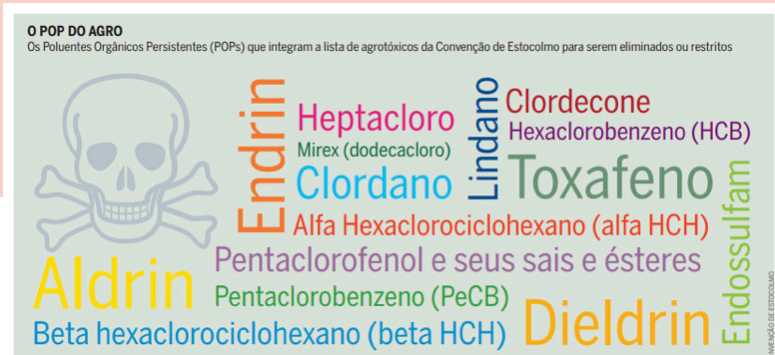 O POP DO AGRO
Os Poluentes Orgânicos Persistentes (POPs) que integram a lista de agrotóxicos da Convenção de Estocolmo para serem eliminados ou restritos
Endrin
Heptacloro
Mirex (dodecacloro)
Clordano
Lindano
Clordecone
Hexaclorobenzeno (HCB)
Toxafeno
Alfa Hexaclorociclohexano (alfa HCH)
Pentaclorofenol e seus sais e ésteres
Aldrin
Pentaclorobenzeno (PeCB)
Beta hexaclorociclohexano (beta HCH)
Dieldrin
Endossulfam
DE ESTOCOLMO